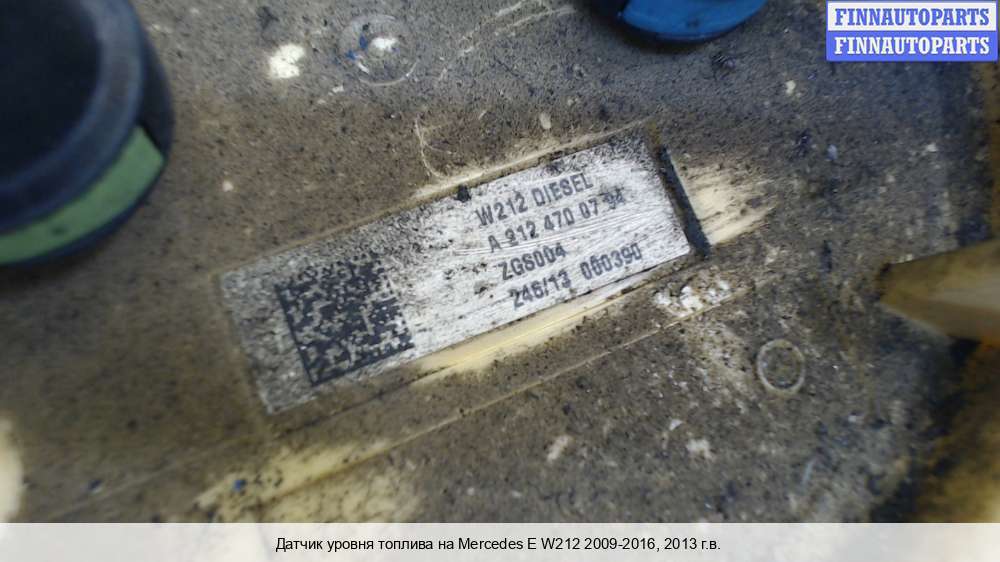 FINNAUTOPARTS
FINNAUTOPARTS
W212 DIESEL
A 212 470 07 94
ZGS004
246/13 000390
Датчик уровня топлива на Mercedes E W212 2009-2016, 2013 г.в.